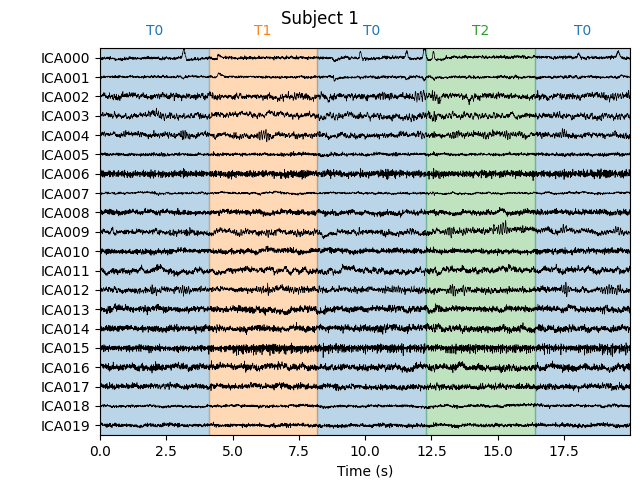 Subject 1
T0 T1 T0 T2 T0
ICA000
ICA001
ICA002
ICA003
ICA004
ICA005
ICA006
ICA007
ICA008
ICA009
ICA010
ICA011
ICA012
ICA013
ICA014
ICA015
ICA016
ICA017
ICA018
ICA019
0.0 2.5 5.0 7.5 10.0 12.5 15.0 17.5
Time (s)